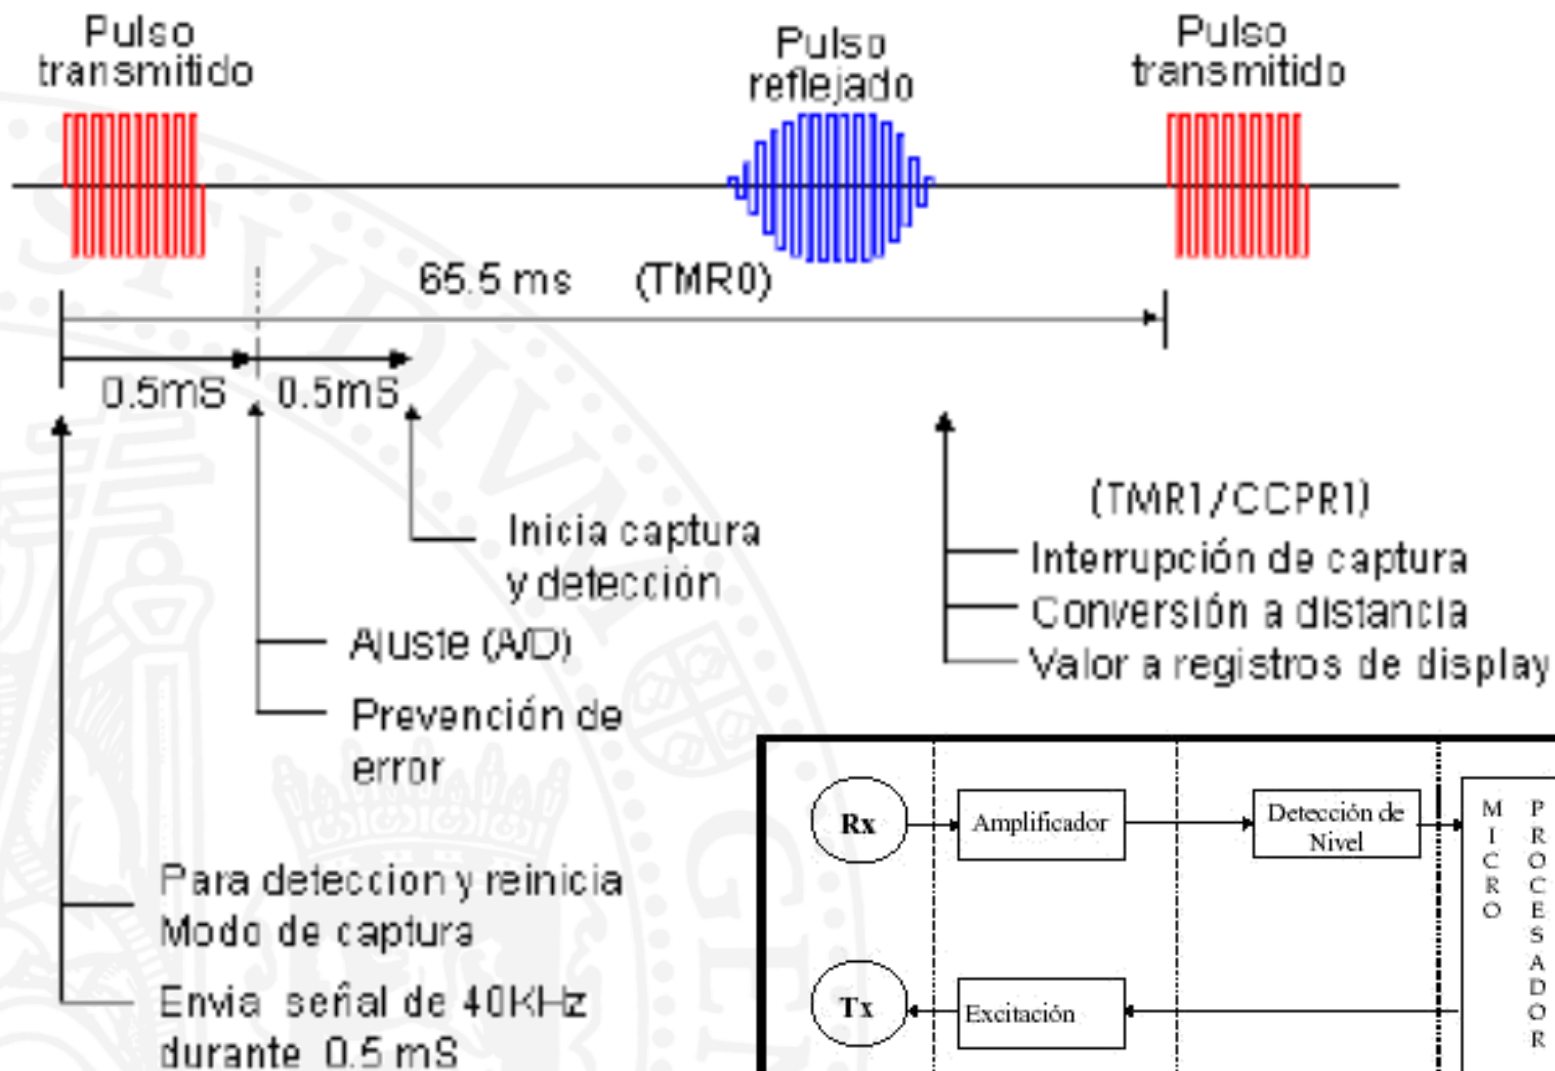 Pulso
transmitido
Pulso
reflejado
Pulso
transmitido
65.5 ms (TMR0)
0.5mS 0.5mS
Inicia captura
y detección
Ajuste (A/D)
Prevención de
error
Para deteccion y reinicia
Modo de captura
Envia señal de 40KHz
durante 0.5 mS
(TMR1/CCPR1)
Interrupción de captura
Conversión a distancia
Valor a registros de display
Rx
Amplificador
Detección de
Nivel
MICRO
PROCESADOR
Tx
Excitación
STVDIVM
GEN